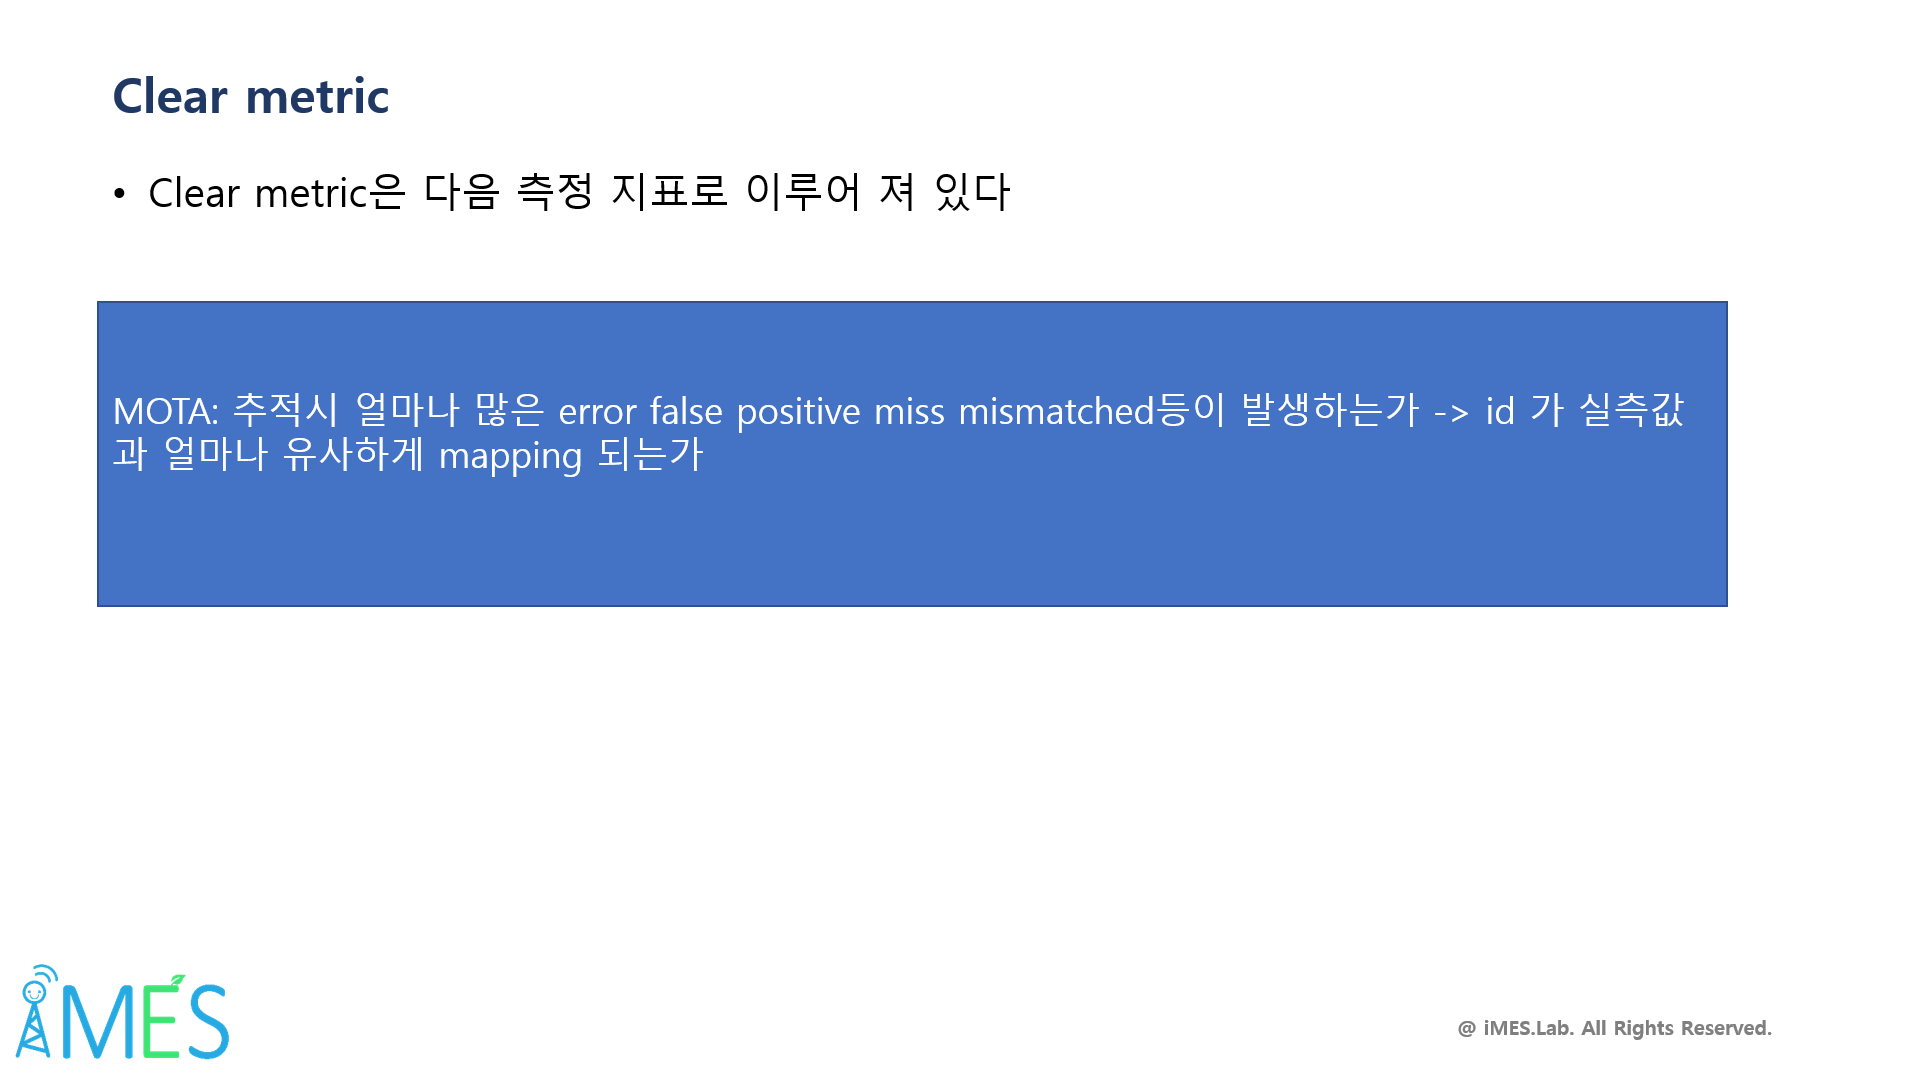 Clear metric
• Clear metric은 다음 측정 지표로 이루어 져 있다
MOTA: 추적시 얼마나 많은 error false positive miss mismatched등이 발생하는가 -> id 가 실측값
과 얼마나 유사하게 mapping 되는가
iMES
@ iMES.Lab. All Rights Reserved.